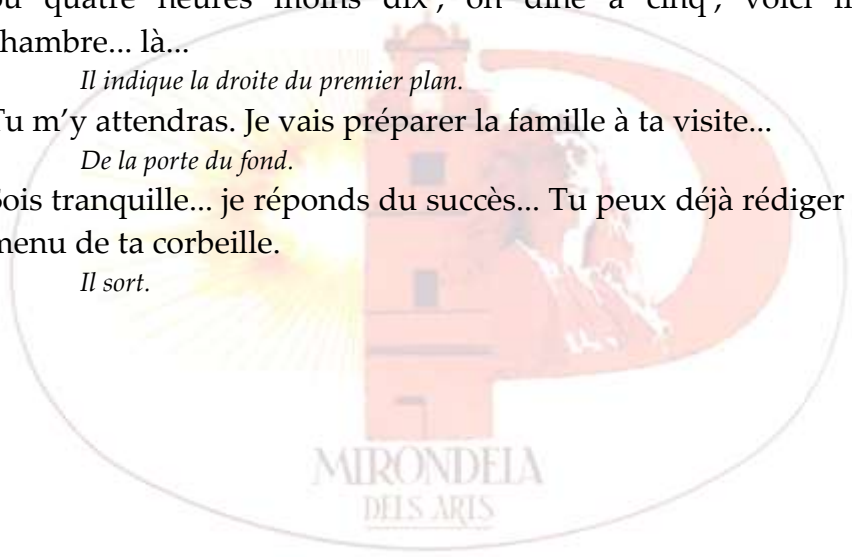 ou quatre heures moins dix ; on dîne à cinq ; voici
hambre... là...
Il indique la droite du premier plan.
Tu m’y attendras. Je vais préparer la famille à ta visite...
De la porte du fond.
Sois tranquille... je réponds du succès... Tu peux déjà rédiger
menu de ta corbeille.
Il sort.
MIRONDELA
DELS ARTS